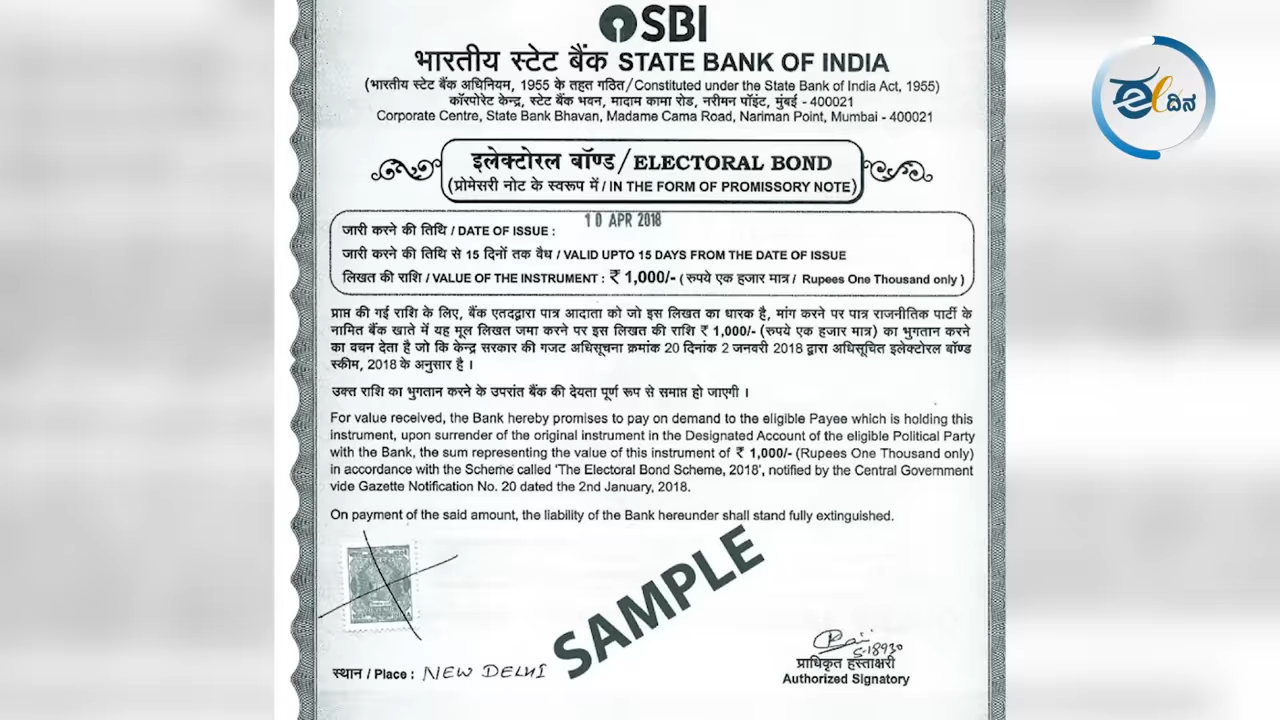 SBI
भारतीय स्टेट बैंक STATE BANK OF INDIA
(भारतीय स्टेट बैंक अधिनियम, 1955 के तहत गठित/Constituted under the State Bank of India Act, 1955)
कॉरपोरेट केन्द्र, स्टेट बैंक भवन, मादाम कामा रोड, नरीमन पॉइंट, मुंबई - 400021
Corporate Centre, State Bank Bhavan, Madame Cama Road, Nariman Point, Mumbai - 400021
elದಿನ
इलेक्टोरल बॉण्ड/ELECTORAL BOND
(प्रोमेसरी नोट के स्वरूप में/IN THE FORM OF PROMISSORY NOTE)
10 APR 2018
जारी करने की तिथि / DATE OF ISSUE :
जारी करने की तिथि से 15 दिनों तक वैध / VALID UPTO 15 DAYS FROM THE DATE OF ISSUE
लिखत की राशि / VALUE OF THE INSTRUMENT : ₹ 1,000/- (रुपये एक हजार मात्र / Rupees One Thousand only )
प्राप्त की गई राशि के लिए, बैंक एतदद्वारा पात्र आदाता को जो इस लिखत का धारक है, मांग करने पर पात्र राजनीतिक पार्टी के
नामित बैंक खाते में यह मूल लिखत जमा करने पर इस लिखत की राशि ₹ 1,000/- (रुपये एक हजार मात्र) का भुगतान करने
का वचन देता है जो कि केन्द्र सरकार की गजट अधिसूचना क्रमांक 20 दिनांक 2 जनवरी 2018 द्वारा अधिसूचित इलेक्टोरल बॉण्ड
स्कीम, 2018 के अनुसार है ।
उक्त राशि का भुगतान करने के उपरांत बैंक की देयता पूर्ण रूप से समाप्त हो जाएगी ।
For value received, the Bank hereby promises to pay on demand to the eligible Payee which is holding this
instrument, upon surrender of the original instrument in the Designated Account of the eligible Political Party
with the Bank, the sum representing the value of this instrument of ₹ 1,000/- (Rupees One Thousand only)
in accordance with the Scheme called 'The Electoral Bond Scheme, 2018', notified by the Central Government
vide Gazette Notification No. 20 dated the 2nd January, 2018.
On payment of the said amount, the liability of the Bank hereunder shall stand fully extinguished.
SAMPLE
S-18930
स्थान / Place : NEW DELHI
प्राधिकृत हस्ताक्षरी
Authorized Signatory